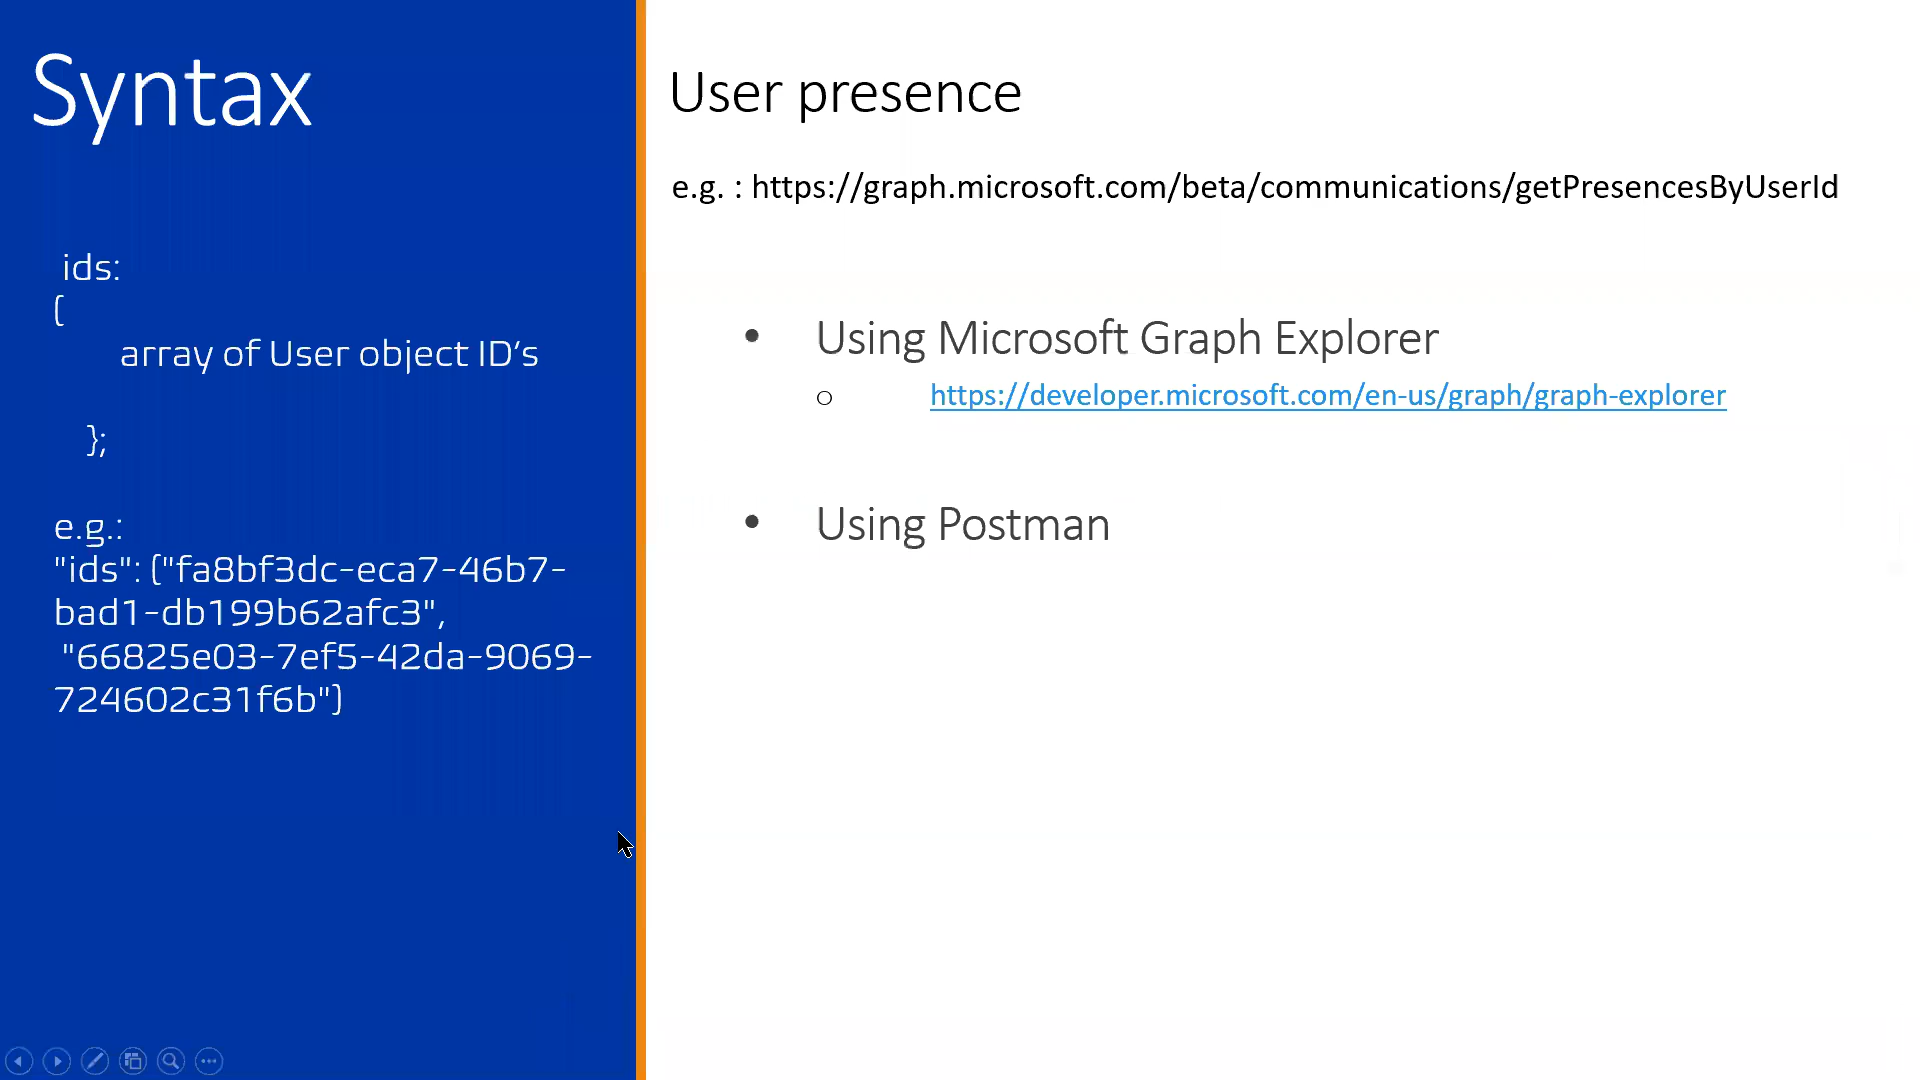 Syntax
ids:
{
array of User object ID’s
};
e.g.:
"ids": ["fa8bf3dc-eca7-46b7-
bad1-db199b62afc3",
"66825e03-7ef5-42da-9069-
724602c31f6b"]
User presence
e.g. : https://graph.microsoft.com/beta/communications/getPresencesByUserId
• Using Microsoft Graph Explorer
o https://developer.microsoft.com/en-us/graph/graph-explorer
• Using Postman